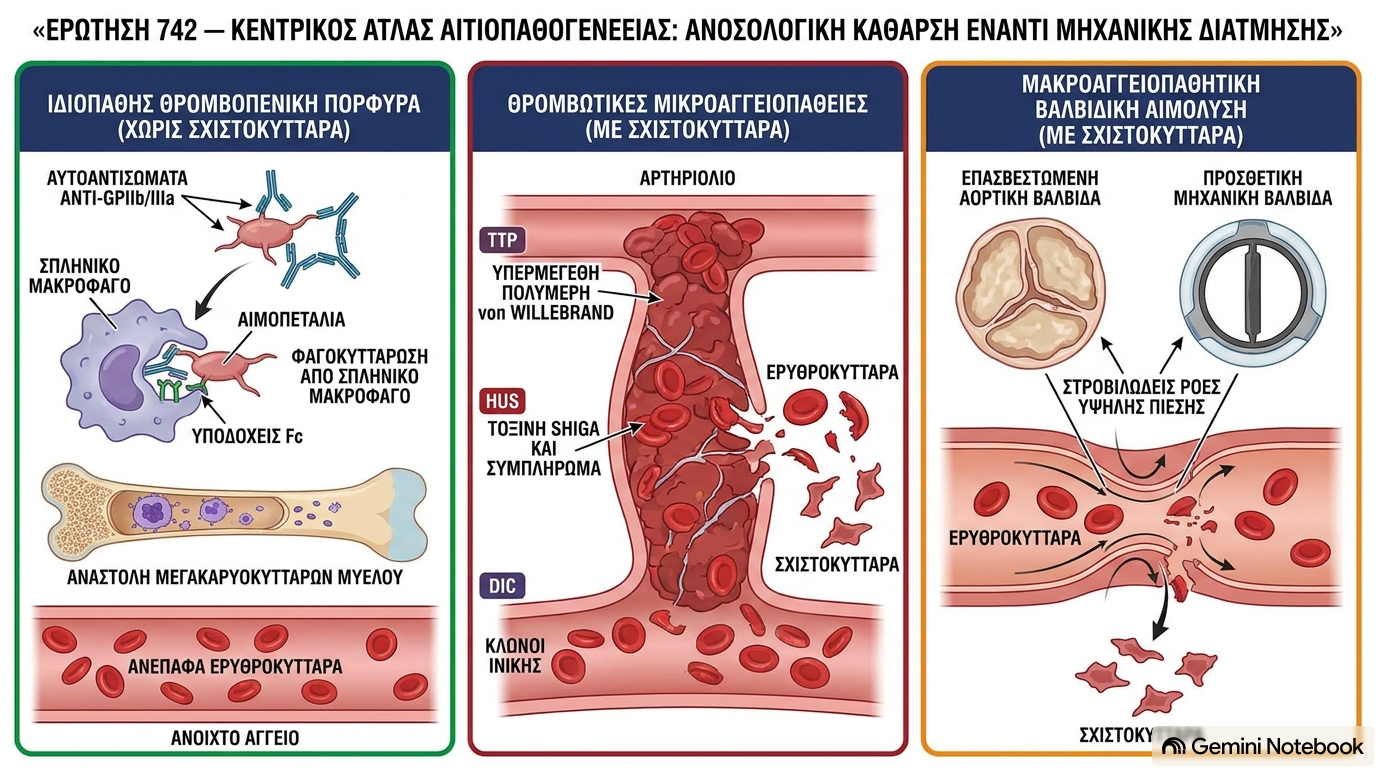 «ΕΡΩΤΗΣΗ 742 — ΚΕΝΤΡΙΚΟΣ ΑΤΛΑΣ ΑΙΤΙΟΠΑΘΟΓΕΝΕΕΙΑΣ: ΑΝΟΣΟΛΟΓΙΚΗ ΚΑΘΑΡΣΗ ΕΝΑΝΤΙ ΜΗΧΑΝΙΚΗΣ ΔΙΑΤΜΗΣΗΣ»
ΙΔΙΟΠΑΘΗΣ ΘΡΟΜΒΟΠΕΝΙΚΗ ΠΟΡΦΥΡΑ
(ΧΩΡΙΣ ΣΧΙΣΤΟΚΥΤΤΑΡΑ)
ΑΥΤΟΑΝΤΙΣΩΜΑΤΑ
ANTI-GPIIb/IIIa
ΣΠΛΗΝΙΚΟ
ΜΑΚΡΟΦΑΓΟ
ΑΙΜΟΠΕΤΑΛΙΑ
ΦΑΓΟΚΥΤΤΑΡΩΣΗ
ΑΠΟ ΣΠΛΗΝΙΚΟ
ΜΑΚΡΟΦΑΓΟ
ΥΠΟΔΟΧΕΙΣ Fc
ΑΝΑΣΤΟΛΗ ΜΕΓΑΚΑΡΥΟΚΥΤΤΑΡΩΝ ΜΥΕΛΟΥ
ΑΝΕΠΑΦΑ ΕΡΥΘΡΟΚΥΤΤΑΡΑ
ΑΝΟΙΧΤΟ ΑΓΓΕΙΟ
ΘΡΟΜΒΩΤΙΚΕΣ ΜΙΚΡΟΑΓΓΕΙΟΠΑΘΕΙΕΣ
(ΜΕ ΣΧΙΣΤΟΚΥΤΤΑΡΑ)
ΑΡΤΗΡΙΟΛΙΟ
TTP
ΥΠΕΡΜΕΓΕΘΗ
ΠΟΛΥΜΕΡΗ
von WILLEBRAND
ΕΡΥΘΡΟΚΥΤΤΑΡΑ
HUS
ΤΟΞΙΝΗ SHIGA
ΚΑΙ
ΣΥΜΠΛΗΡΩΜΑ
ΣΧΙΣΤΟΚΥΤΤΑΡΑ
DIC
ΚΛΩΝΟΙ
ΙΝΙΚΗΣ
ΜΑΚΡΟΑΓΓΕΙΟΠΑΘΗΤΙΚΗ
ΒΑΛΒΙΔΙΚΗ ΑΙΜΟΛΥΣΗ
(ΜΕ ΣΧΙΣΤΟΚΥΤΤΑΡΑ)
ΕΠΑΣΒΕΣΤΩΜΕΝΗ
ΑΟΡΤΙΚΗ ΒΑΛΒΙΔΑ
ΠΡΟΣΘΕΤΙΚΗ
ΜΗΧΑΝΙΚΗ ΒΑΛΒΙΔΑ
ΣΤΡΟΒΙΛΩΔΕΙΣ ΡΟΕΣ
ΥΨΗΛΗΣ ΠΙΕΣΗΣ
ΕΡΥΘΡΟΚΥΤΤΑΡΑ
Gemini Notebook